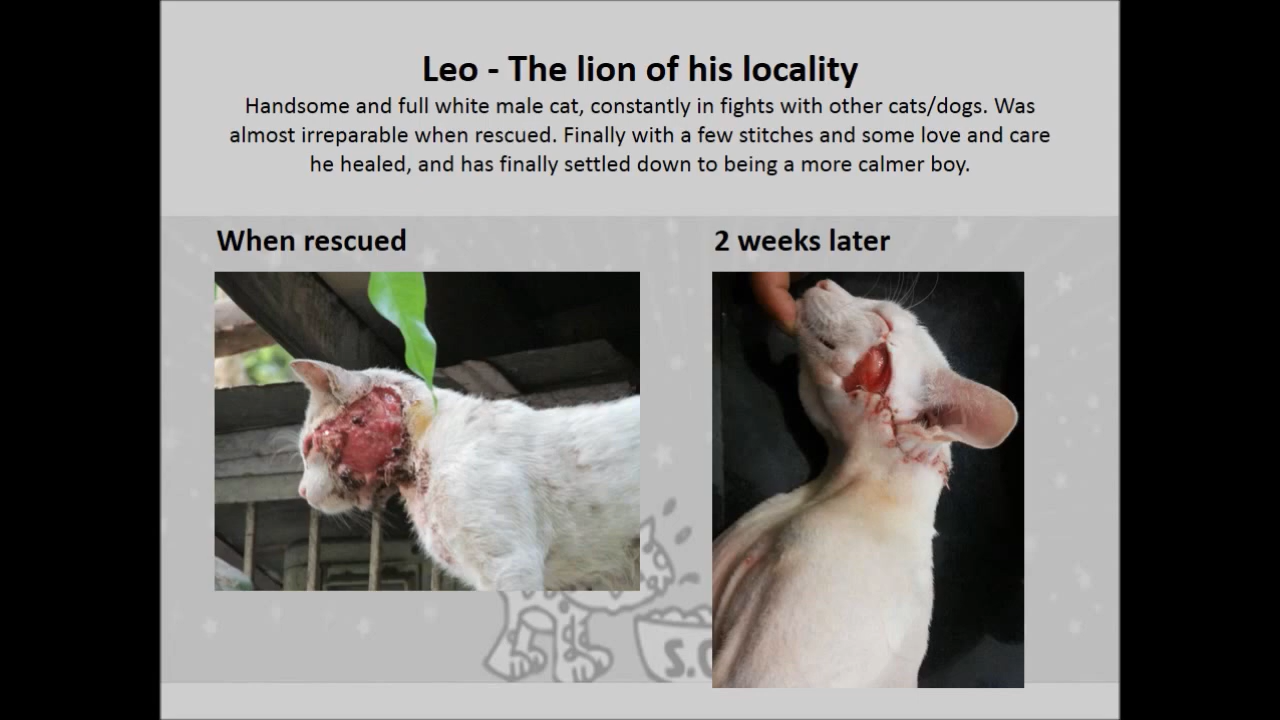 Leo - The lion of his locality
Handsome and full white male cat, constantly in fights with other cats/dogs. Was
almost irreparable when rescued. Finally with a few stitches and some love and care
he healed, and has finally settled down to being a more calmer boy.
When rescued
2 weeks later